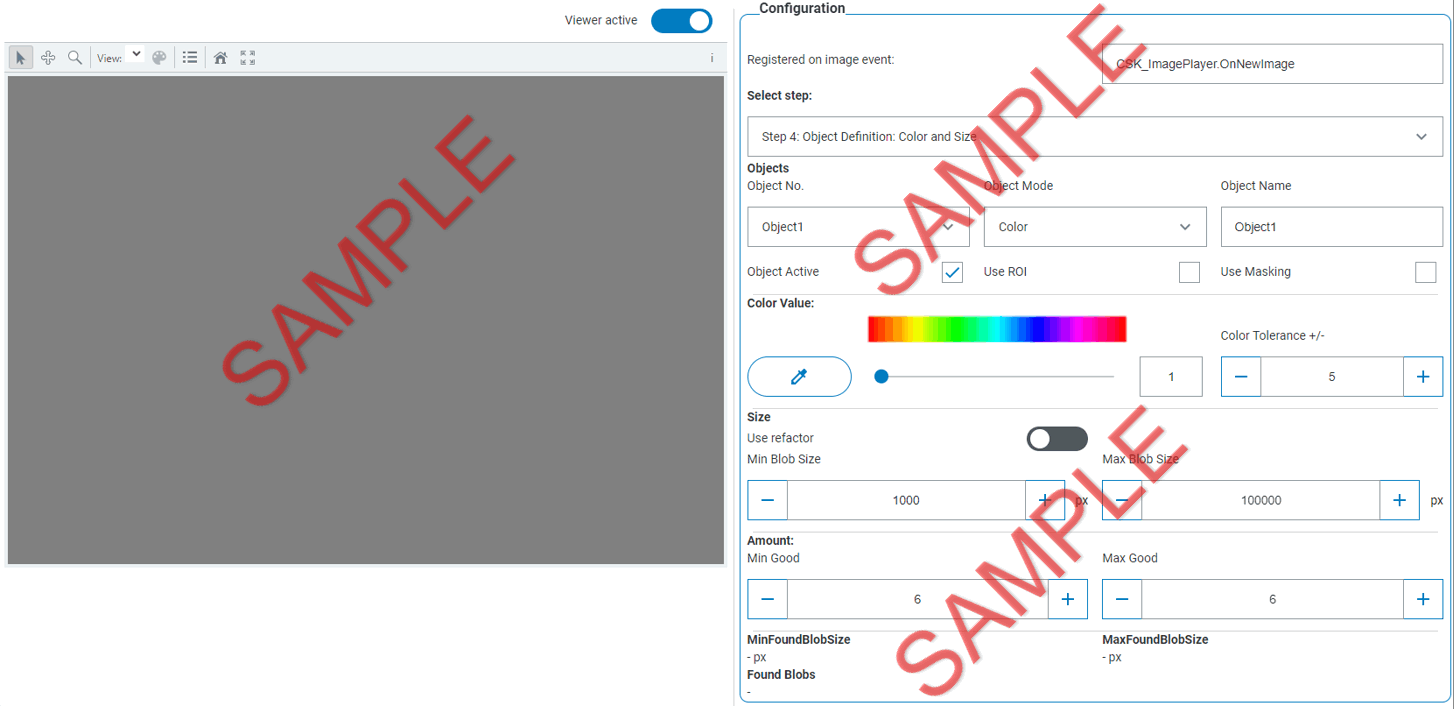 Viewer active
View:
i
SAMPLE
Configuration
Registered on image event:
CSK_ImagePlayer.OnNewImage
Select step:
Step 4: Object Definition: Color and Size
Objects
Object No.
Object Mode
Object Name
Object1
Color
Object1
Object Active
Use ROI
Use Masking
SAMPLE
Color Value:
Color Tolerance +/-
1
5
Size
Use refactor
Min Blob Size
Max Blob Size
1000
px
100000
px
Amount:
Min Good
Max Good
6
6
SAMPLE
MinFoundBlobSize
MaxFoundBlobSize
- px
- px
Found Blobs
-